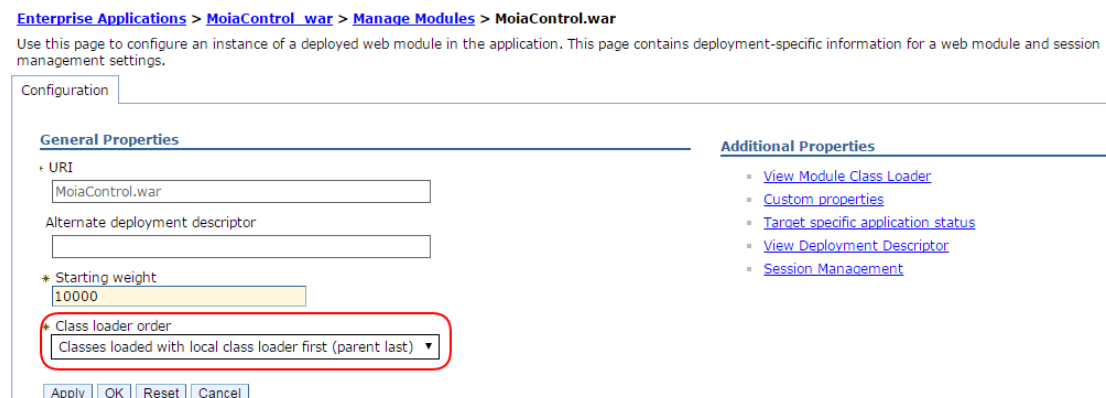 Enterprise Applications > MoiaControl_war > Manage Modules > MoiaControl.war
Use this page to configure an instance of a deployed web module in the application. This page contains deployment-specific information for a web module and session
management settings.
Configuration
General Properties
URI
MoiaControl.war
Alternate deployment descriptor
* Starting weight
10000
* Class loader order
Classes loaded with local class loader first (parent last)
Apply OK Reset Cancel
Additional Properties
View Module Class Loader
Custom properties
Target specific application status
View Deployment Descriptor
Session Management